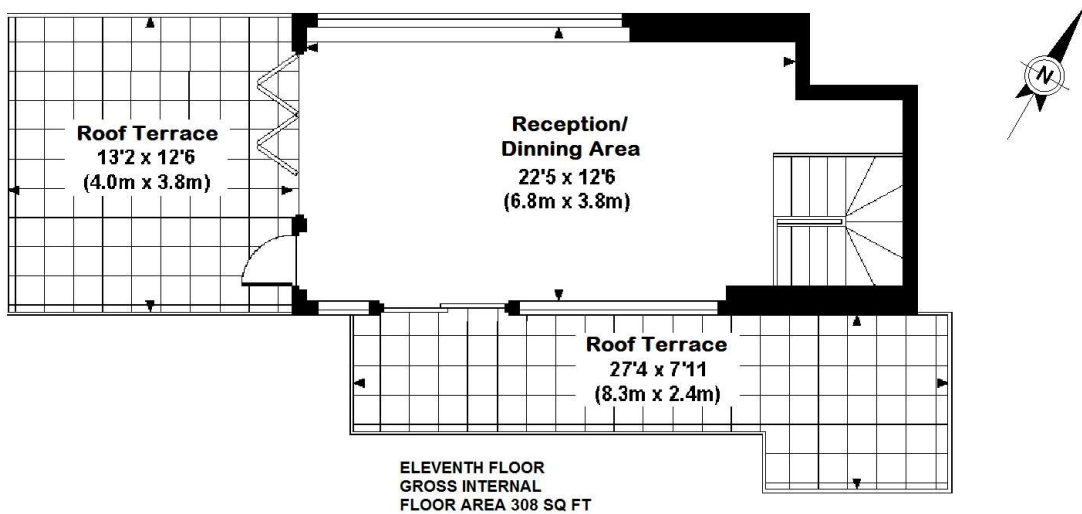 Roof Terrace
13'2 x 12'6
(4.0m x 3.8m)
Reception/
Dinning Area
22'5 x 12'6
(6.8m x 3.8m)
N
Roof Terrace
27'4 x 7'11
(8.3m x 2.4m)
ELEVENTH FLOOR
GROSS INTERNAL
FLOOR AREA 308 SQ FT